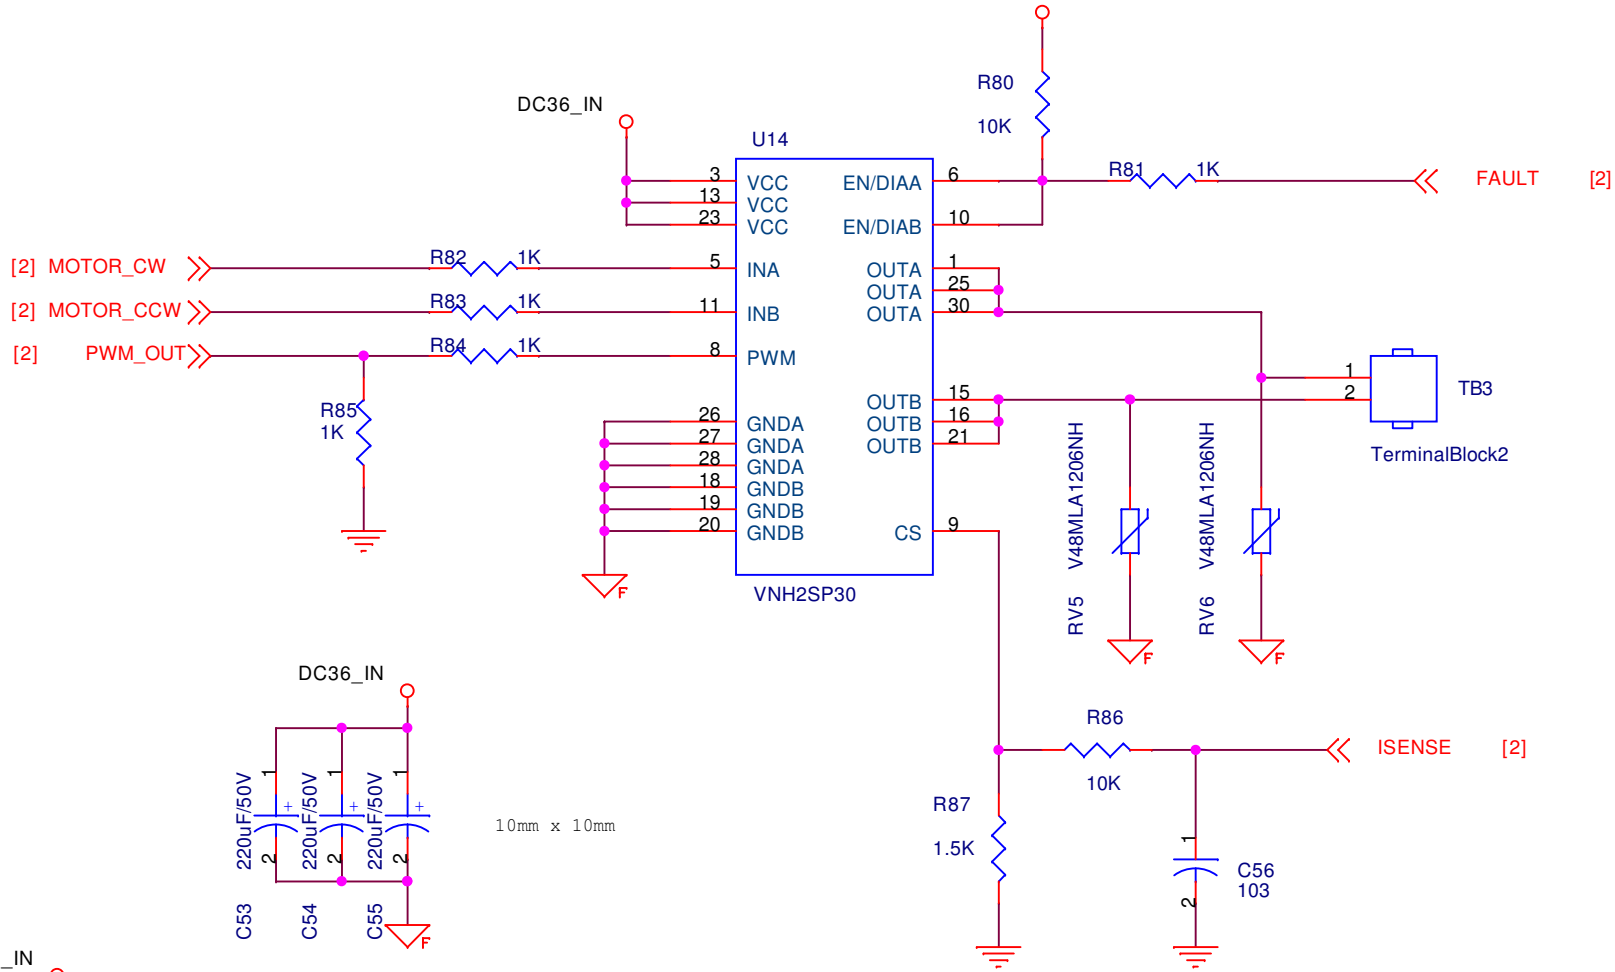 R80
10K
DC36_IN
U14
R81 1K
FAULT [2]
3 VCC EN/DIAA 6
13 VCC
23 VCC EN/DIAB 10
[2] MOTOR_CW R82 1K 5 INA OUTA 1
OUTA 25
[2] MOTOR_CCW R83 1K 11 INB OUTA 30
[2] PWM_OUT R84 1K 8 PWM
1
2
TB3
TerminalBlock2
R85
1K
OUTB 15
OUTB 16
OUTB 21
26 GNDA
27 GNDA
28 GNDA
18 GNDB
19 GNDB
20 GNDB
CS 9
VNH2SP30
F
RV5 V48MLA1206NH
F
RV6 V48MLA1206NH
F
DC36_IN
C53 220uF/50V
1
+
2
C54 220uF/50V
1
+
2
C55 220uF/50V
1
+
2
F
10mm x 10mm
R86
10K
ISENSE [2]
R87
1.5K
1
2
C56
103
_IN